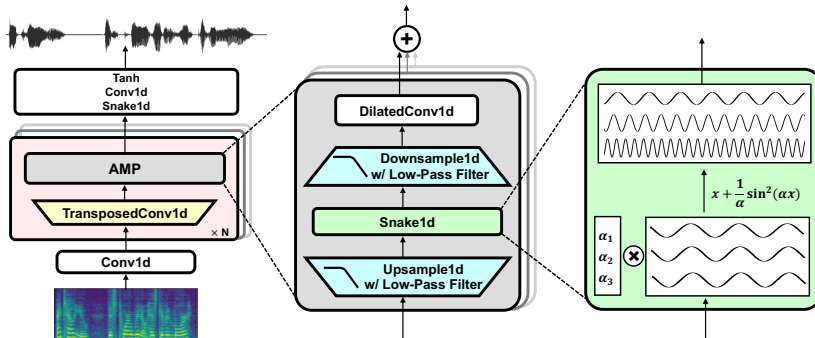 Tanh
Conv1d
Snake1d
AMP
TransposedConv1d
× N
Conv1d
DilatedConv1d
Downsample1d
w/ Low-Pass Filter
Snake1d
Upsample1d
w/ Low-Pass Filter
x + 1/α sin²(αx)
α₁
α₂
α₃